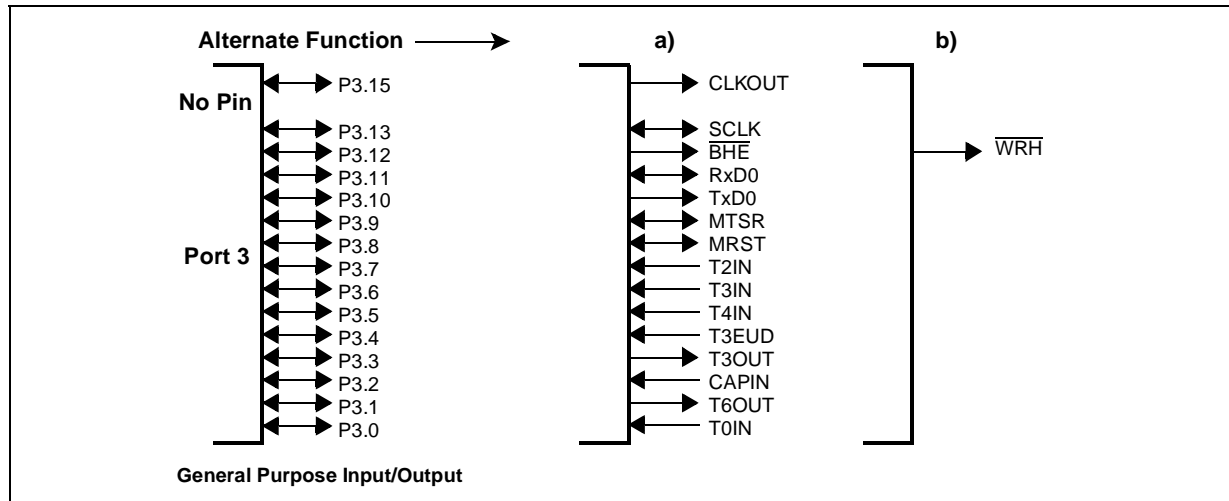 Alternate Function a) b)
No Pin
Port 3
P3.15 CLKOUT
P3.13 SCLK
P3.12 B̅H̅E̅ W̅R̅H̅
P3.11 RxD0
P3.10 TxD0
P3.9 MTSR
P3.8 MRST
P3.7 T2IN
P3.6 T3IN
P3.5 T4IN
P3.4 T3EUD
P3.3 T3OUT
P3.2 CAPIN
P3.1 T6OUT
P3.0 T0IN
General Purpose Input/Output